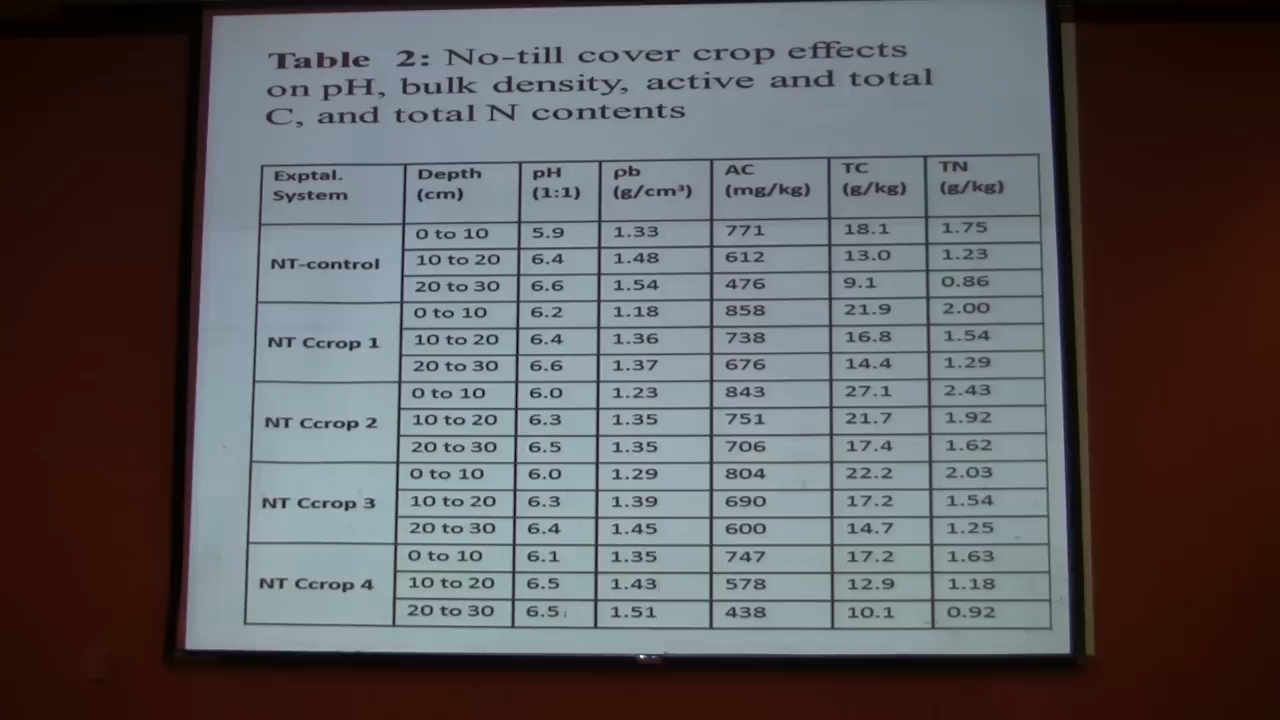 Table 2: No-till cover crop effects
on pH, bulk density, active and total
C, and total N contents
Exptal. System Depth (cm) pH (1:1) ρb (g/cm³) AC (mg/kg) TC (g/kg) TN (g/kg)
NT-control 0 to 10 5.9 1.33 771 18.1 1.75
10 to 20 6.4 1.48 612 13.0 1.23
20 to 30 6.6 1.54 476 9.1 0.86
NT Ccrop 1 0 to 10 6.2 1.18 858 21.9 2.00
10 to 20 6.4 1.36 738 16.8 1.54
20 to 30 6.6 1.37 676 14.4 1.29
NT Ccrop 2 0 to 10 6.0 1.23 843 27.1 2.43
10 to 20 6.3 1.35 751 21.7 1.92
20 to 30 6.5 1.35 706 17.4 1.62
NT Ccrop 3 0 to 10 6.0 1.29 804 22.2 2.03
10 to 20 6.3 1.39 690 17.2 1.54
20 to 30 6.4 1.45 600 14.7 1.25
NT Ccrop 4 0 to 10 6.1 1.35 747 17.2 1.63
10 to 20 6.5 1.43 578 12.9 1.18
20 to 30 6.5 1.51 438 10.1 0.92